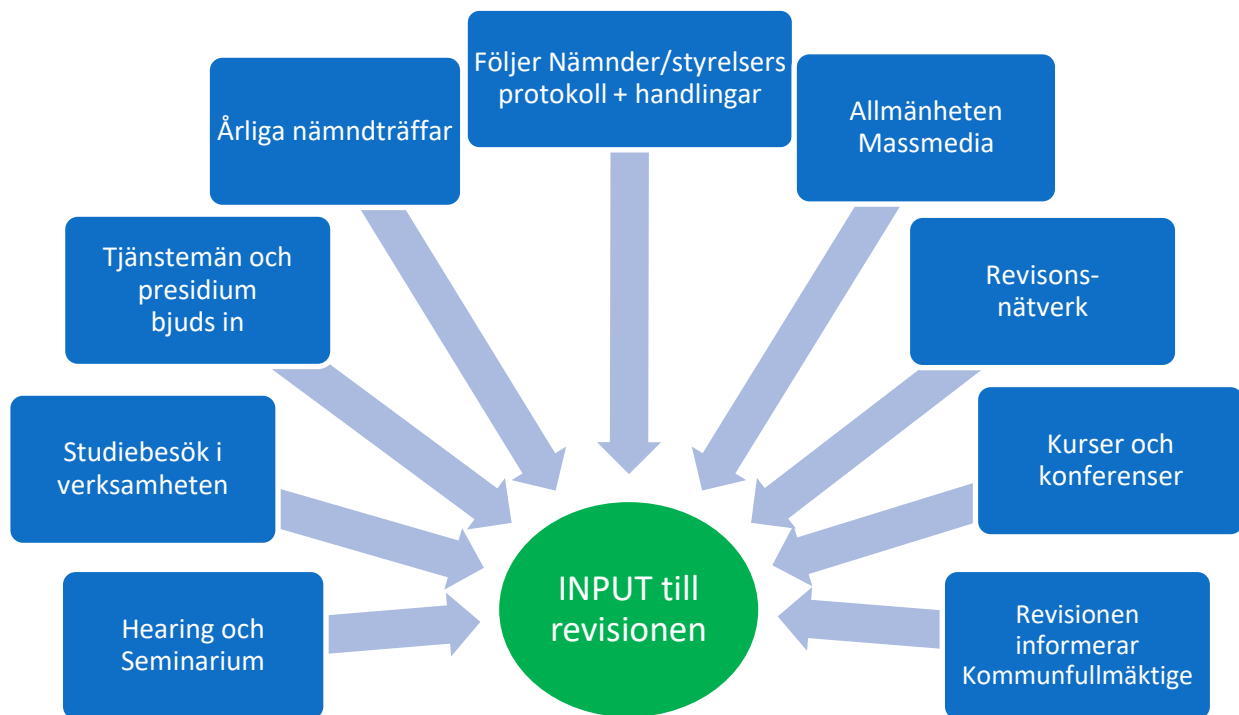 Följer Nämnder/styrelsers
protokoll + handlingar
Årliga nämndträffar
Allmänheten
Massmedia
Tjänstemän och
presidium
bjuds in
Revisons-
nätverk
Studiebesök i
verksamheten
Kurser och
konferenser
Hearing och
Seminarium
INPUT till
revisionen
Revisionen
informerar
Kommunfullmäktige